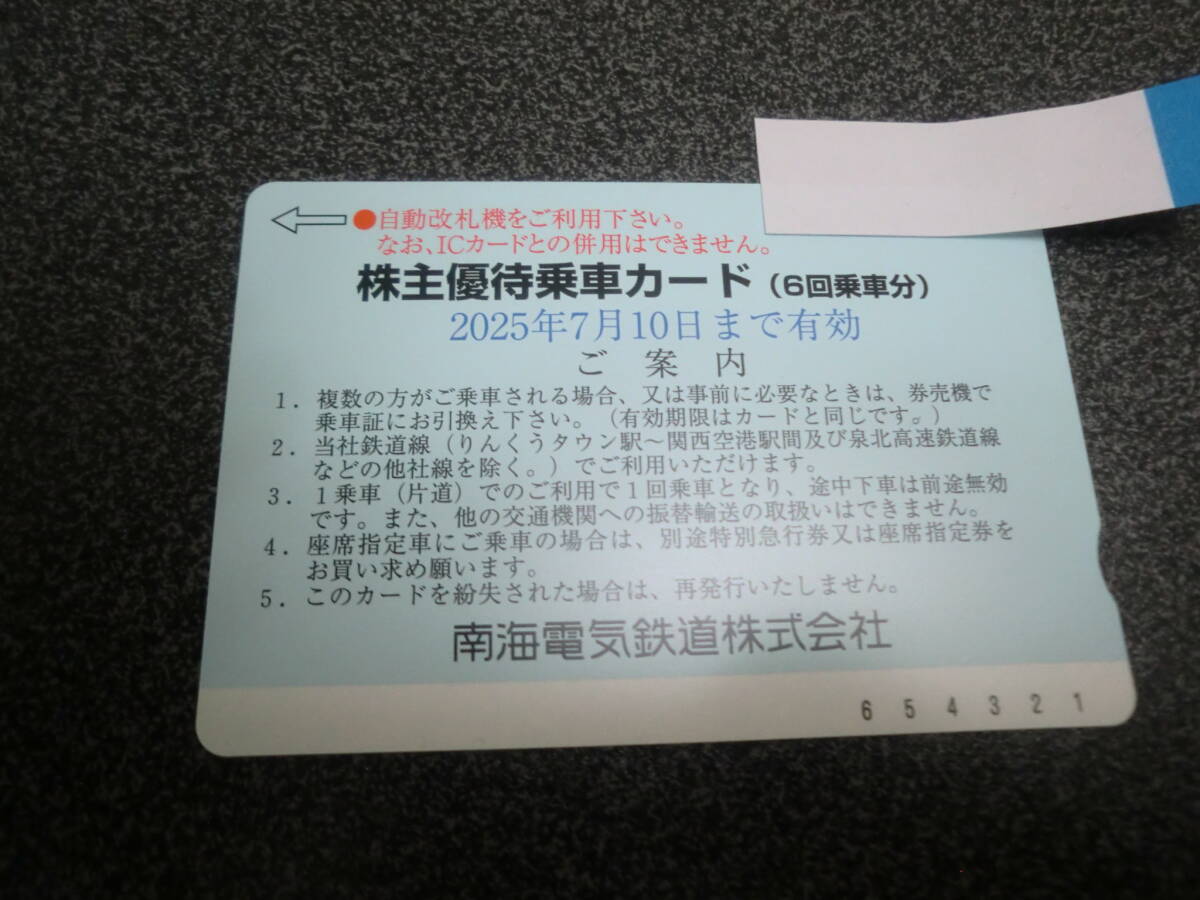 ●自動改札機をご利用下さい。
なお、ICカードとの併用はできません。
株主優待乗車カード（6回乗車分）
2025年7月10日まで有効
ご 案 内
1．複数の方がご乗車される場合、又は事前に必要なときは、券売機で
乗車証にお引換え下さい。（有効期限はカードと同じです。）
2．当社鉄道線（りんくうタウン駅～関西空港駅間及び泉北高速鉄道線
などの他社線を除く。）でご利用いただけます。
3．1乗車（片道）でのご利用で1回乗車となり、途中下車は前途無効
です。また、他の交通機関への振替輸送の取扱いはできません。
4．座席指定車にご乗車の場合は、別途特別急行券又は座席指定券を
お買い求め願います。
5．このカードを紛失された場合は、再発行いたしません。
南海電気鉄道株式会社
6 5 4 3 2 1